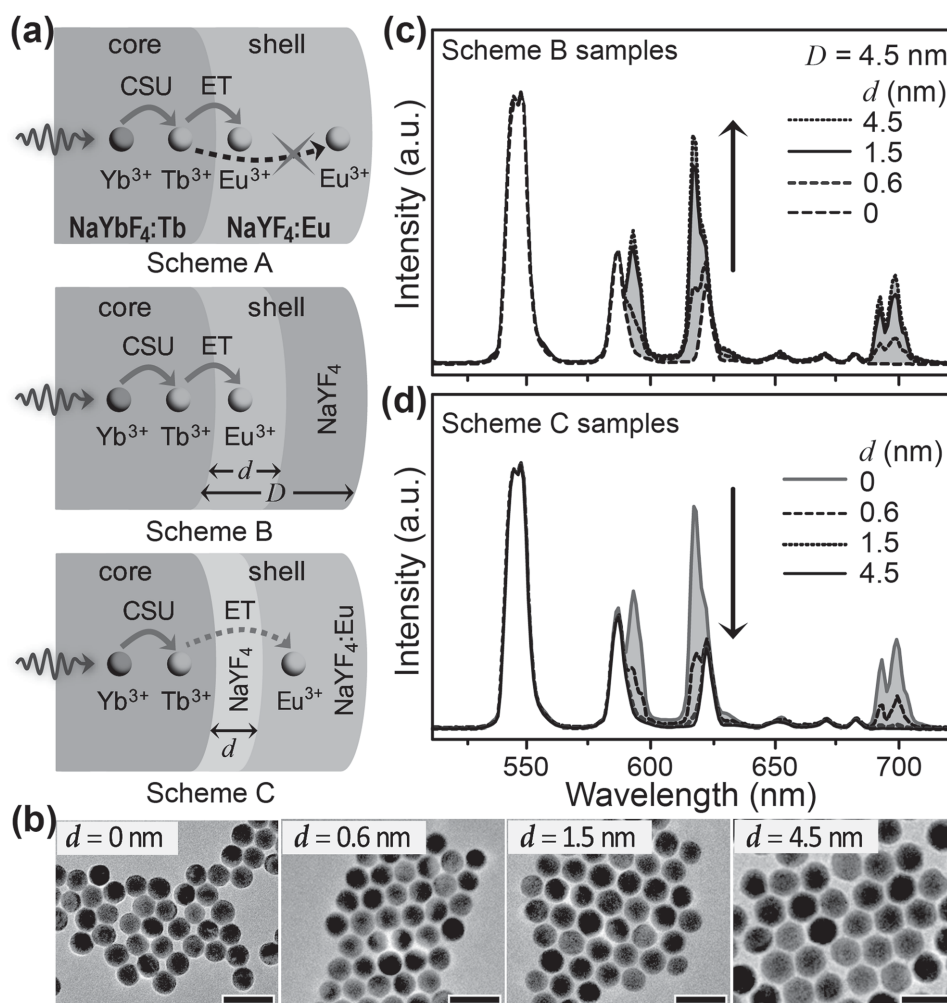 (a)
core
shell
CSU
ET
Yb³⁺
Tb³⁺
Eu³⁺
Eu³⁺
NaYbF₄:Tb
NaYF₄:Eu
Scheme A
core
shell
CSU
ET
NaYF₄
Yb³⁺
Tb³⁺
Eu³⁺
d
D
Scheme B
core
shell
CSU
ET
NaYF₄
NaYF₄:Eu
Yb³⁺
Tb³⁺
Eu³⁺
d
Scheme C
(c)
Scheme B samples
D = 4.5 nm
d (nm)
4.5
1.5
0.6
0
Intensity (a.u.)
(d)
Scheme C samples
d (nm)
0
0.6
1.5
4.5
Intensity (a.u.)
550
600
650
700
Wavelength (nm)
(b)
d = 0 nm
d = 0.6 nm
d = 1.5 nm
d = 4.5 nm